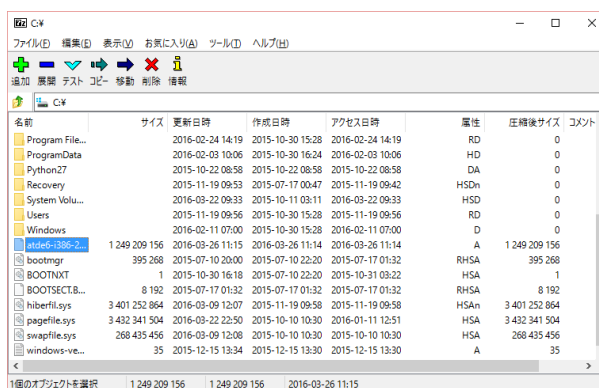 C:¥
ファイル(F) 編集(E) 表示(V) お気に入り(A) ツール(T) ヘルプ(H)
追加 展開 テスト コピー 移動 削除 情報
C:¥
名前 サイズ 更新日時 作成日時 アクセス日時 属性 圧縮後サイズ コメント
Program File... 2016-02-24 14:19 2015-10-30 15:28 2016-02-24 14:19 RD 0
ProgramData 2016-02-03 10:06 2015-10-30 16:24 2016-02-03 10:06 HD 0
Python27 2015-10-22 08:58 2015-10-22 08:58 2015-10-22 08:58 DA 0
Recovery 2015-11-19 09:53 2015-07-17 00:47 2015-11-19 09:42 HSDn 0
System Volu... 2016-03-22 09:33 2015-10-11 03:11 2016-03-22 09:33 HSD 0
Users 2015-11-19 09:56 2015-10-30 15:28 2015-11-19 09:56 RD 0
Windows 2016-02-11 07:00 2015-10-30 15:28 2016-02-11 07:00 D 0
atde6-i386-2... 1 249 209 156 2016-03-26 11:15 2016-03-26 11:14 2016-03-26 11:14 A 1 249 209 156
bootmgr 395 268 2015-07-10 20:00 2015-07-10 22:20 2015-07-17 01:32 RHSA 395 268
BOOTNXT 1 2015-10-30 16:18 2015-07-10 22:20 2015-10-31 03:22 HSA 1
BOOTSECT.B... 8 192 2015-07-17 01:32 2015-07-17 01:32 2015-07-17 01:32 RHSA 8 192
hiberfil.sys 3 401 252 864 2016-03-09 12:07 2015-11-19 09:58 2015-11-19 09:58 HSAn 3 401 252 864
pagefile.sys 3 432 341 504 2016-03-22 22:50 2015-10-10 10:30 2016-01-11 12:51 HSA 3 432 341 504
swapfile.sys 268 435 456 2016-03-09 12:08 2015-10-10 10:30 2015-10-10 10:30 HSA 268 435 456
windows-ve... 35 2015-12-15 13:34 2015-12-15 13:30 2015-12-15 13:30 A 35
1個のオブジェクトを選択 1 249 209 156 1 249 209 156 2016-03-26 11:15